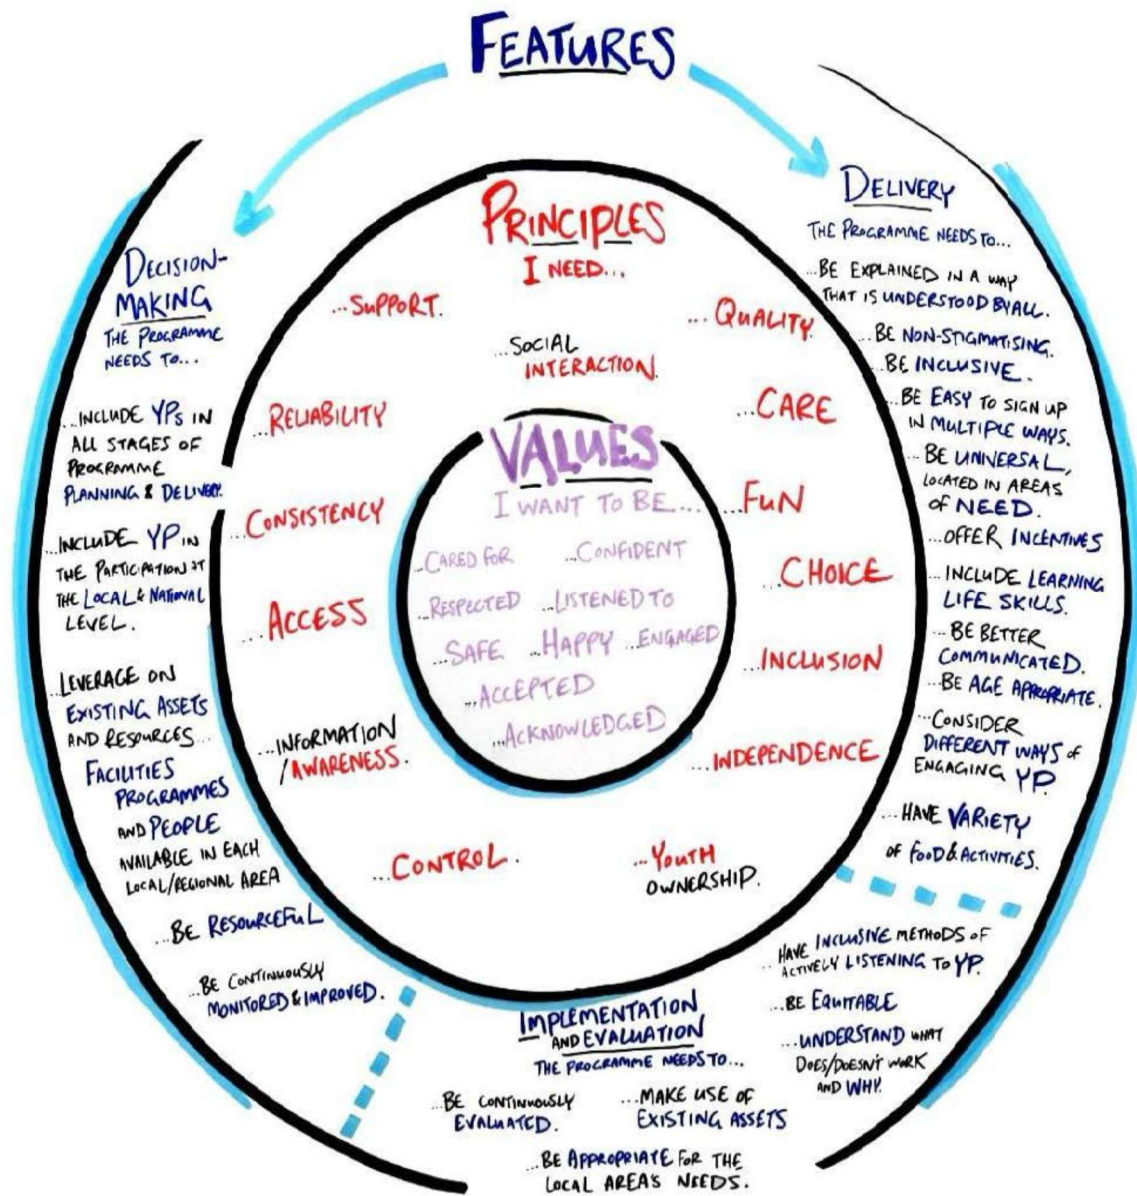 FEATURES
DECISION-
MAKING
THE PROGRAMME
NEEDS TO...
...INCLUDE YPs IN
ALL STAGES OF
PROGRAMME
PLANNING & DELIVERY.
...INCLUDE YP IN
THE PARTICIPATION AT
THE LOCAL & NATIONAL
LEVEL.
...LEVERAGE ON
EXISTING ASSETS
AND RESOURCES...
FACILITIES
PROGRAMMES
AND PEOPLE
AVAILABLE IN EACH
LOCAL/REGIONAL AREA
...BE RESOURCEFUL
...BE CONTINUOUSLY
MONITORED & IMPROVED.
PRINCIPLES
I NEED...
...SUPPORT.
...SOCIAL
INTERACTION.
...QUALITY.
...RELIABILITY
...CARE
...CONSISTENCY
...FUN
...ACCESS
...CHOICE
...INCLUSION
...INFORMATION
/AWARENESS.
...INDEPENDENCE
...CONTROL.
...YOUTH
OWNERSHIP.
VALUES
I WANT TO BE...
...CARED FOR
...CONFIDENT
...RESPECTED
...LISTENED TO
...SAFE
...HAPPY
...ENGAGED
...ACCEPTED
...ACKNOWLEDGED
DELIVERY
THE PROGRAMME NEEDS TO...
...BE EXPLAINED IN A WAY
THAT IS UNDERSTOOD BY ALL.
...BE NON-STIGMATISING.
...BE INCLUSIVE.
...BE EASY TO SIGN UP
IN MULTIPLE WAYS.
...BE UNIVERSAL,
LOCATED IN AREAS
OF NEED.
...OFFER INCENTIVES
...INCLUDE LEARNING
LIFE SKILLS.
...BE BETTER
COMMUNICATED.
...BE AGE APPROPRIATE.
...CONSIDER
DIFFERENT WAYS OF
ENGAGING YP.
...HAVE VARIETY
OF FOOD & ACTIVITIES.
IMPLEMENTATION
AND EVALUATION
THE PROGRAMME NEEDS TO...
...BE CONTINUOUSLY
EVALUATED.
...MAKE USE OF
EXISTING ASSETS
...BE APPROPRIATE FOR THE
LOCAL AREA'S NEEDS.
...HAVE INCLUSIVE METHODS OF
ACTIVELY LISTENING TO YP.
...BE EQUITABLE
...UNDERSTAND WHAT
DOES/DOESN'T WORK
AND WHY.